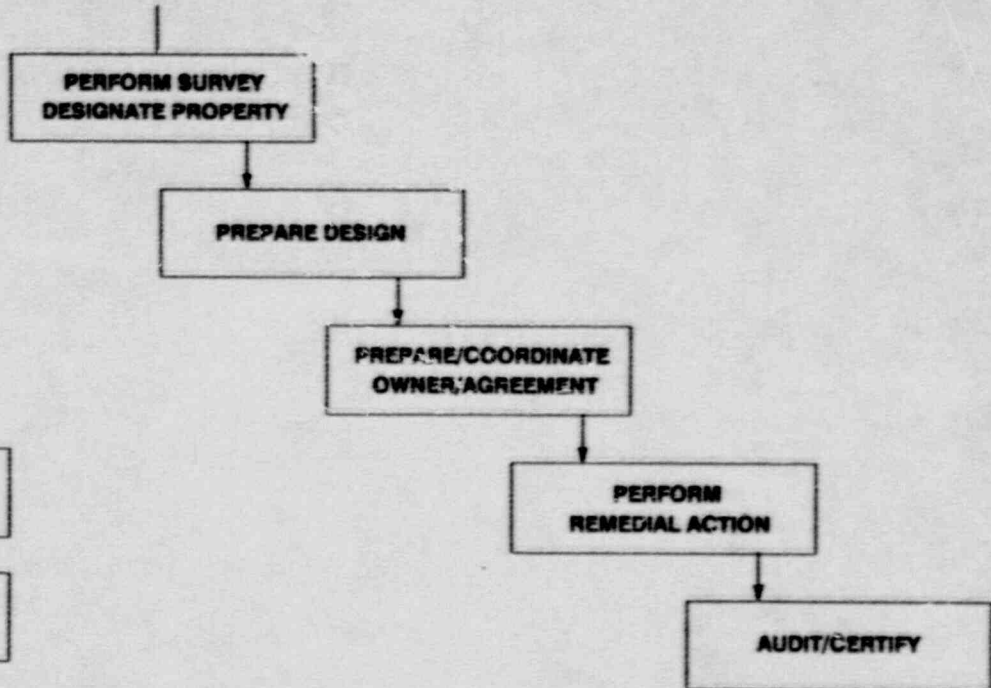 PERFORM SURVEY
DESIGNATE PROPERTY
PREPARE DESIGN
PREPARE/COORDINATE
OWNER/AGREEMENT
PERFORM
REMEDIAL ACTION
AUDIT/CERTIFY